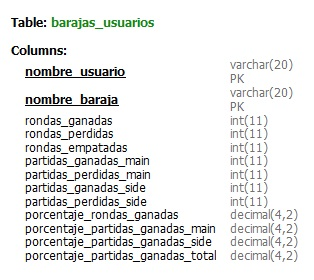 Table: barajas_usuarios
Columns:
nombre_usuario varchar(20) PK
nombre_baraja varchar(20) PK
rondas_ganadas int(11)
rondas_perdidas int(11)
rondas_empatadas int(11)
partidas_ganadas_main int(11)
partidas_perdidas_main int(11)
partidas_ganadas_side int(11)
partidas_perdidas_side int(11)
porcentaje_rondas_ganadas decimal(4,2)
porcentaje_partidas_ganadas_main decimal(4,2)
porcentaje_partidas_ganadas_side decimal(4,2)
porcentaje_partidas_ganadas_total decimal(4,2)